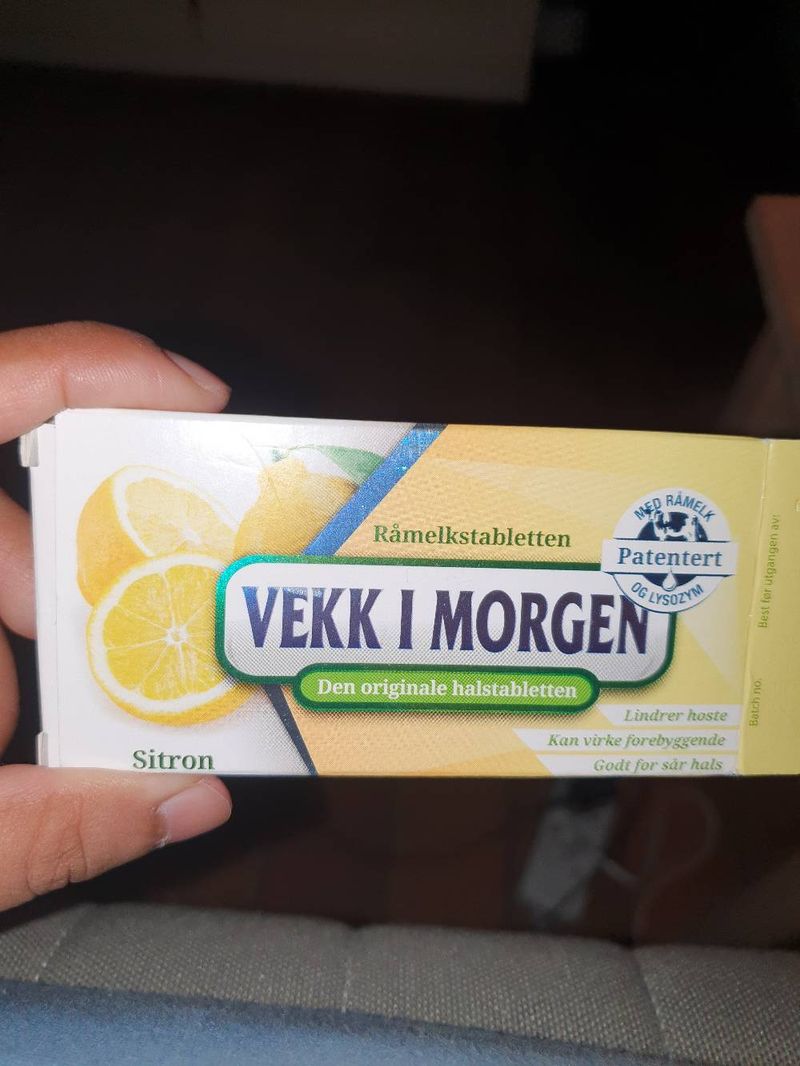 Råmelkstabletten
MED RÅMELK
Patentert
OG LYSOZYM
VEKK I MORGEN
Den originale halstabletten
Lindrer hoste
Kan virke forebyggende
Godt for sår hals
Sitron
Best før utgangen av:
Batch no.